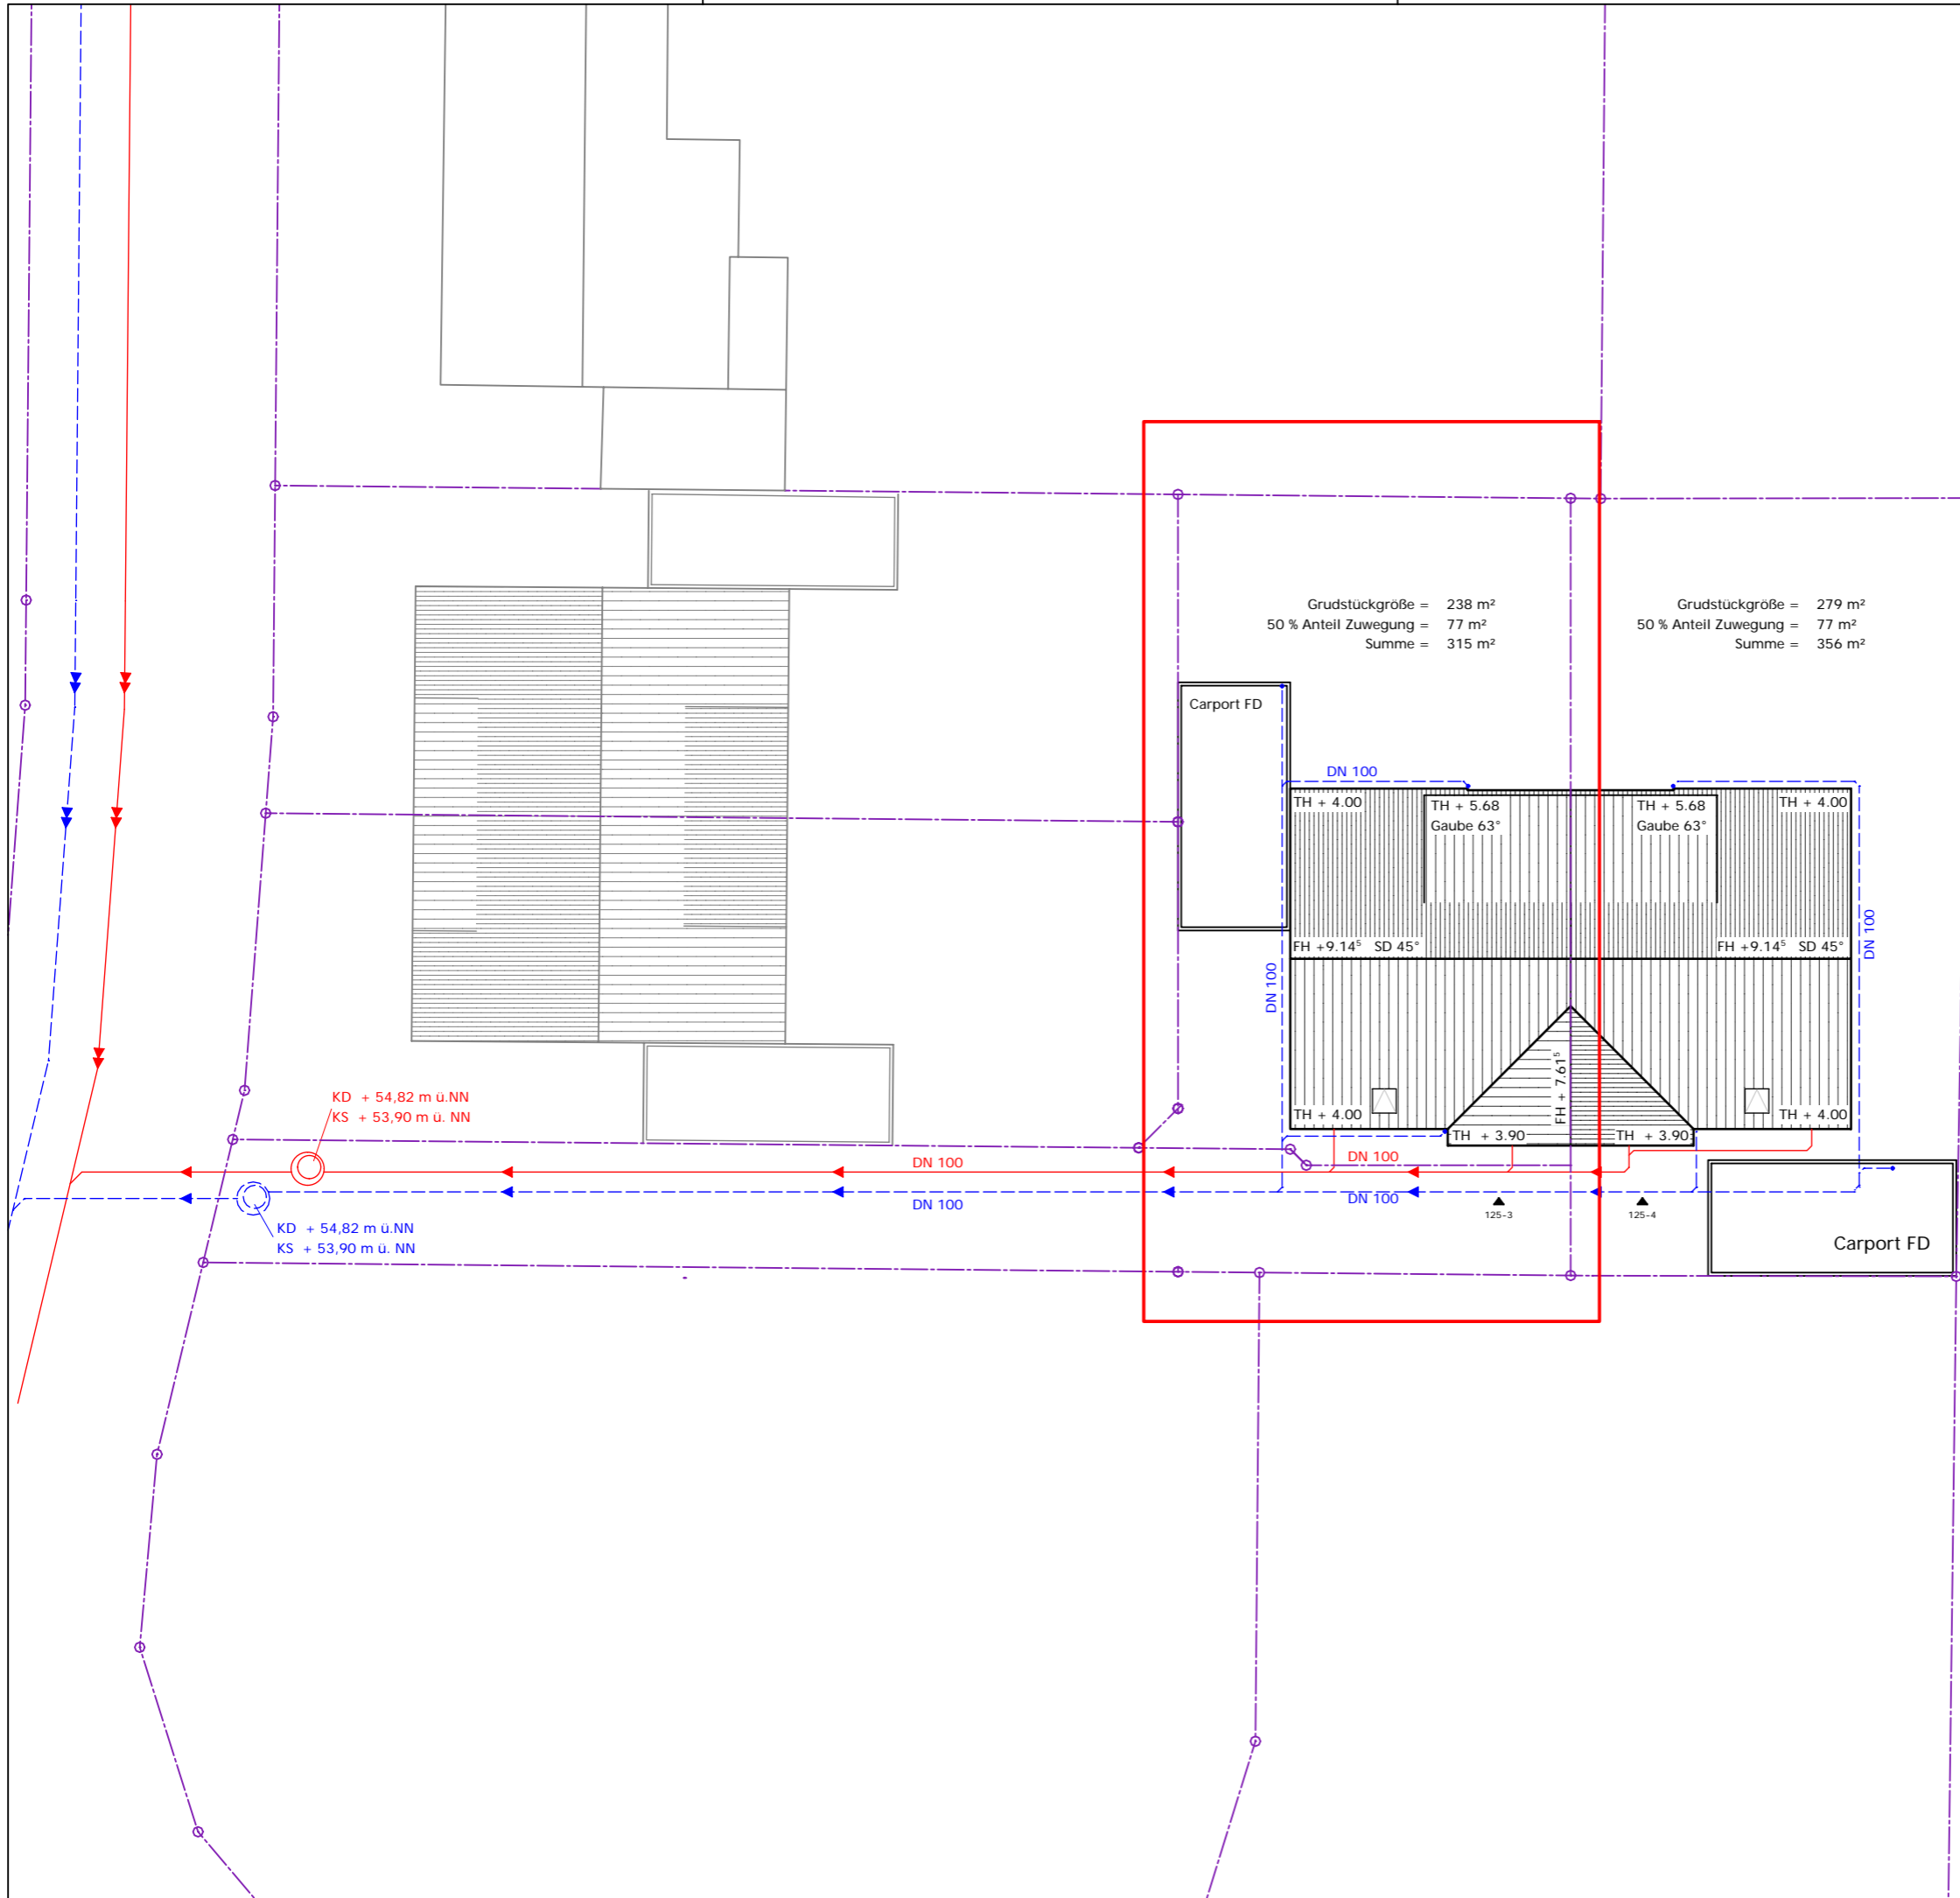 Grudstückgröße = 238 m²
50 % Anteil Zuwegung = 77 m²
Summe = 315 m²
Grudstückgröße = 279 m²
50 % Anteil Zuwegung = 77 m²
Summe = 356 m²
Carport FD
DN 100
TH + 4.00
TH + 5.68
Gaube 63°
TH + 5.68
Gaube 63°
TH + 4.00
DN 100
FH +9.14⁵ SD 45°
FH +9.14⁵ SD 45°
DN 100
FH + 7.61⁵
TH + 4.00
TH + 4.00
TH + 3.90
TH + 3.90
KD + 54,82 m ü.NN
KS + 53,90 m ü. NN
DN 100
DN 100
DN 100
DN 100
125-3
125-4
KD + 54,82 m ü.NN
KS + 53,90 m ü. NN
Carport FD